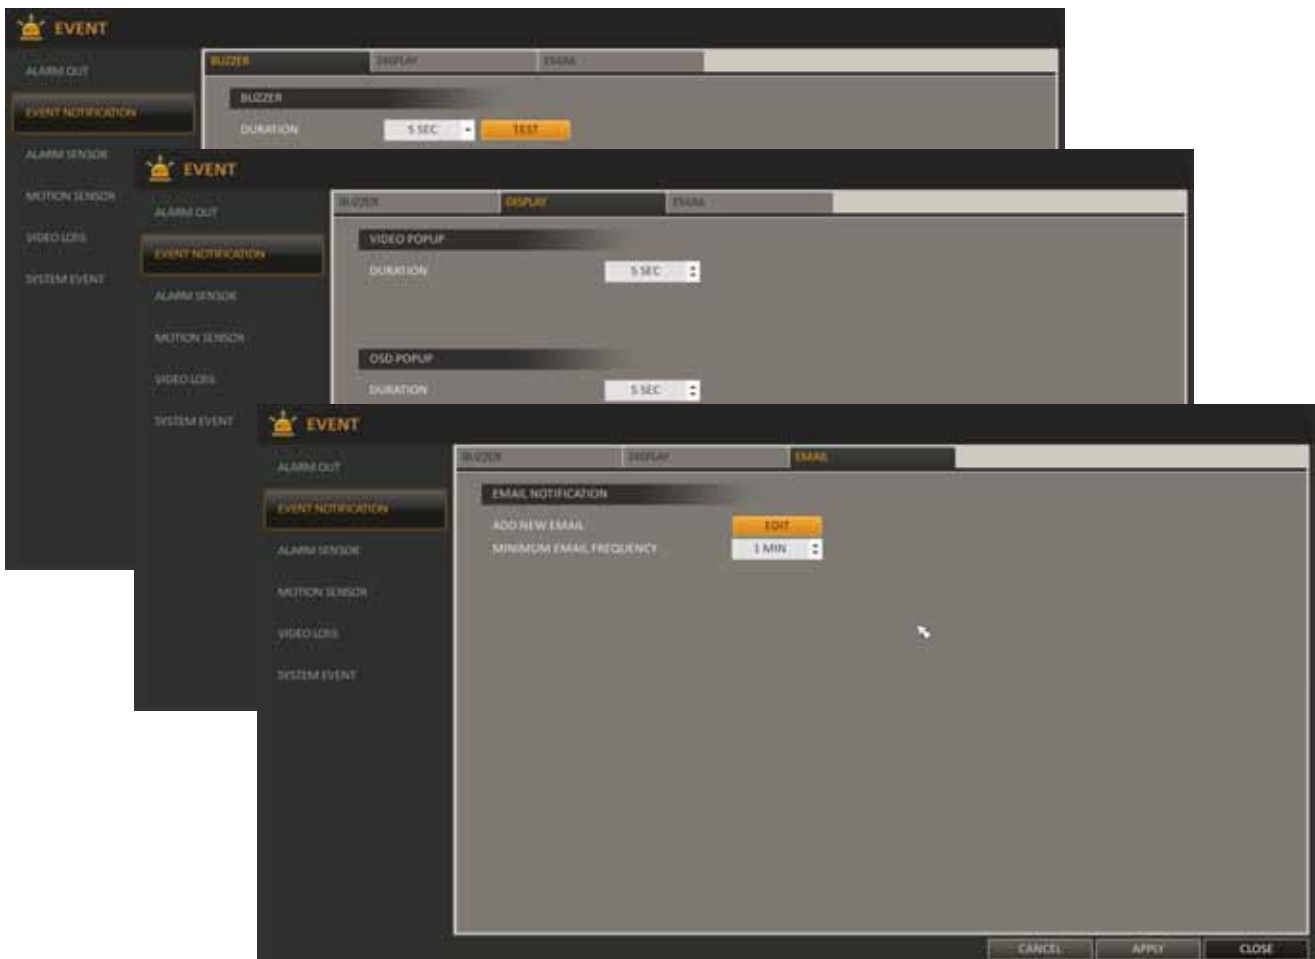 EVENT
ALARM OUT
EVENT NOTIFICATION
ALARM SENSOR
MOTION SENSOR
VIDEO LOSS
SYSTEM EVENT
BUZZER DISPLAY EMAIL
BUZZER
DURATION 5 SEC TEST
EVENT
ALARM OUT
EVENT NOTIFICATION
ALARM SENSOR
MOTION SENSOR
VIDEO LOSS
SYSTEM EVENT
BUZZER DISPLAY EMAIL
VIDEO POPUP
DURATION 5 SEC
OSD POPUP
DURATION 5 SEC
EVENT
ALARM OUT
EVENT NOTIFICATION
ALARM SENSOR
MOTION SENSOR
VIDEO LOSS
SYSTEM EVENT
BUZZER DISPLAY EMAIL
EMAIL NOTIFICATION
ADD NEW EMAIL EDIT
MINIMUM EMAIL FREQUENCY 1 MIN
CANCEL APPLY CLOSE